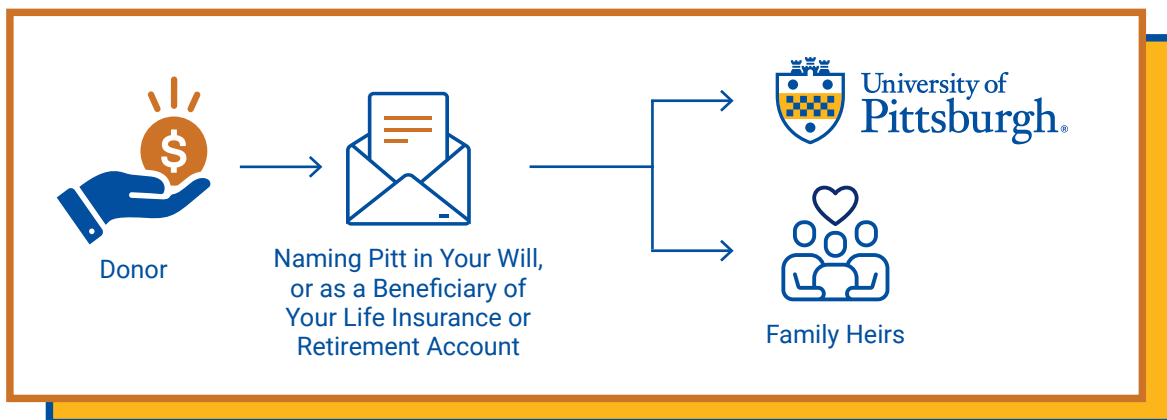 $
Donor
Naming Pitt in Your Will,
or as a Beneficiary of
Your Life Insurance or
Retirement Account
University of
Pittsburgh®
Family Heirs